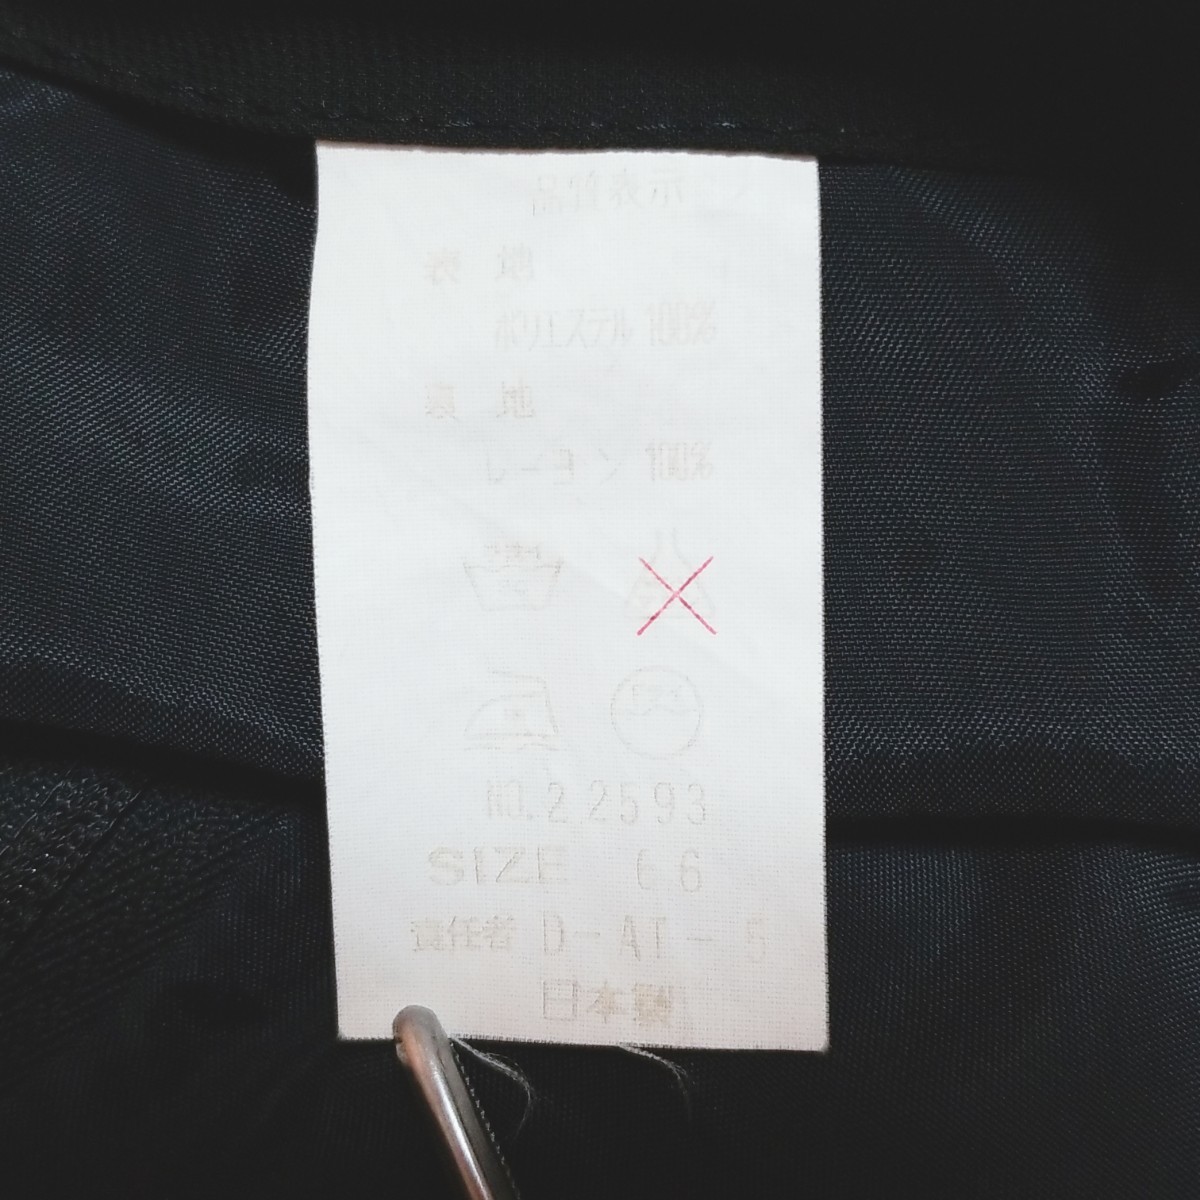 品質表示
表 地
ポリエステル 100%
裏 地
レーヨン 100%
NO.22593
SIZE 66
責任者 D-AT-5
日本製